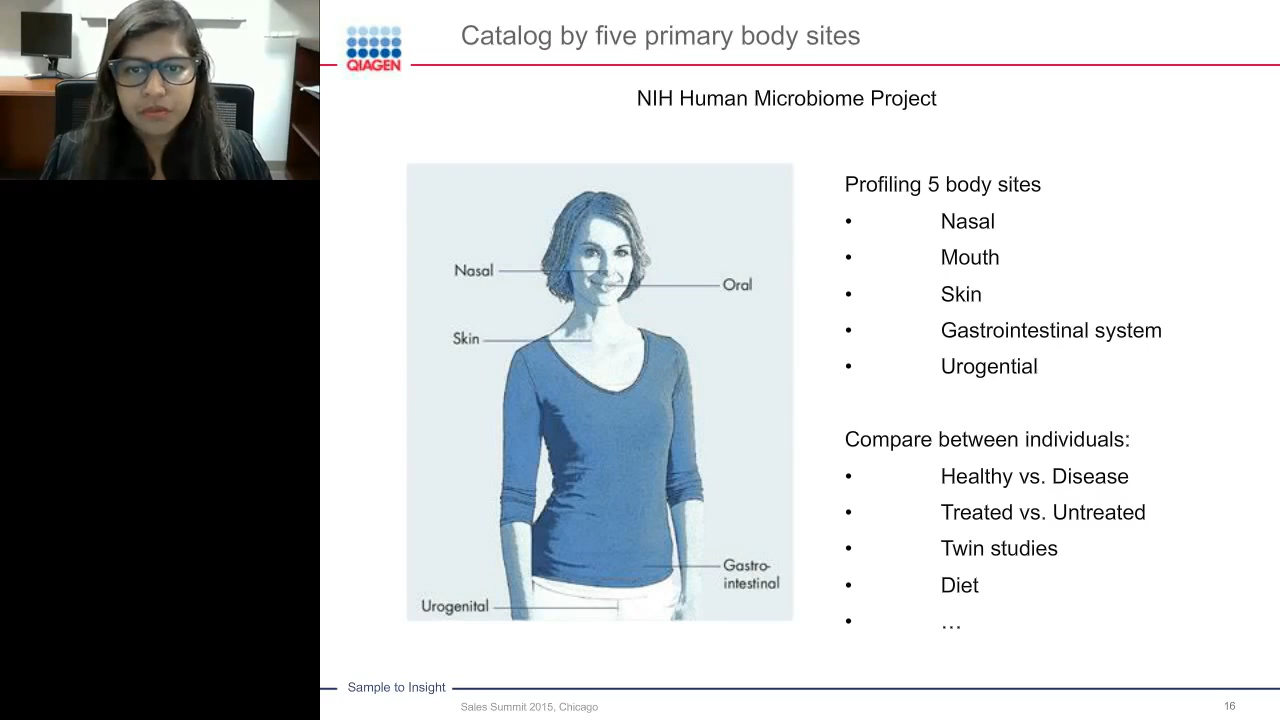 Catalog by five primary body sites
QIAGEN
NIH Human Microbiome Project
Nasal
Oral
Skin
Gastro-
intestinal
Urogenital
Profiling 5 body sites
• Nasal
• Mouth
• Skin
• Gastrointestinal system
• Urogential
Compare between individuals:
• Healthy vs. Disease
• Treated vs. Untreated
• Twin studies
• Diet
• …
Sample to Insight
Sales Summit 2015, Chicago
16